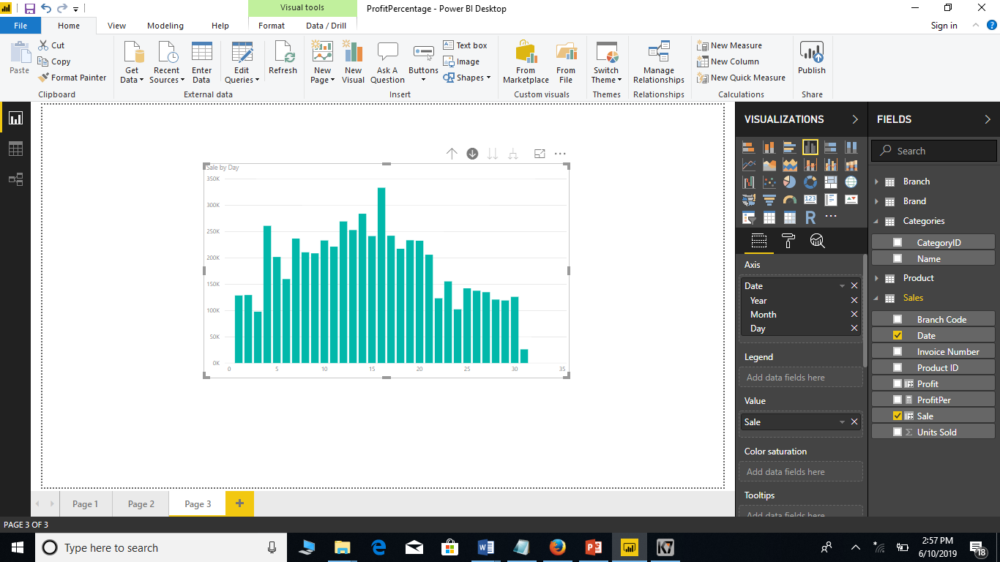 Visual tools
ProfitPercentage - Power BI Desktop
File Home View Modeling Help Format Data / Drill Sign in
Paste
Cut
Copy
Format Painter
Clipboard
Get Data
Recent Sources
Enter Data
Edit Queries
Refresh
External data
New Page
New Visual
Ask A Question
Buttons
Text box
Image
Shapes
Insert
From Marketplace
From File
Custom visuals
Switch Theme
Themes
Manage Relationships
Relationships
New Measure
New Column
New Quick Measure
Calculations
Publish
Share
Sale by Day
350K
300K
250K
200K
150K
100K
50K
0K
0 5 10 15 20 25 30 35
VISUALIZATIONS
123
R
Axis
Date
Year
Month
Day
Legend
Add data fields here
Value
Sale
Color saturation
Add data fields here
Tooltips
Add data fields here
FIELDS
Search
Branch
Brand
Categories
CategoryID
Name
Product
Sales
Branch Code
Date
Invoice Number
Product ID
Profit
ProfitPer
Sale
Σ Units Sold
Page 1 Page 2 Page 3 +
PAGE 3 OF 3
Type here to search
2:57 PM
6/10/2019
18